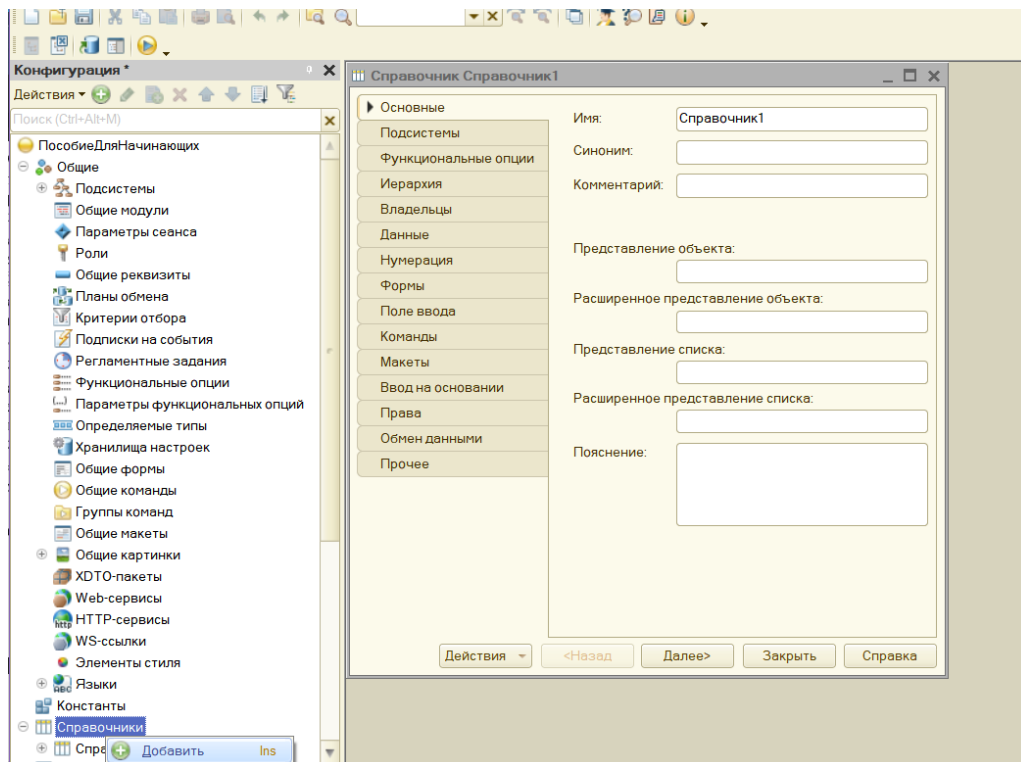 Конфигурация *
Действия
Поиск (Ctrl+Alt+M)
ПособиеДляНачинающих
Общие
Подсистемы
Общие модули
Параметры сеанса
Роли
Общие реквизиты
Планы обмена
Критерии отбора
Подписки на события
Регламентные задания
Функциональные опции
Параметры функциональных опций
Определяемые типы
Хранилища настроек
Общие формы
Общие команды
Группы команд
Общие макеты
Общие картинки
XDTO-пакеты
Web-сервисы
HTTP-сервисы
WS-ссылки
Элементы стиля
Языки
Константы
Справочники
Спра
Добавить Ins
Справочник Справочник1
Основные
Подсистемы
Функциональные опции
Иерархия
Владельцы
Данные
Нумерация
Формы
Поле ввода
Команды
Макеты
Ввод на основании
Права
Обмен данными
Прочее
Имя: Справочник1
Синоним:
Комментарий:
Представление объекта:
Расширенное представление объекта:
Представление списка:
Расширенное представление списка:
Пояснение:
Действия <Назад Далее> Закрыть Справка